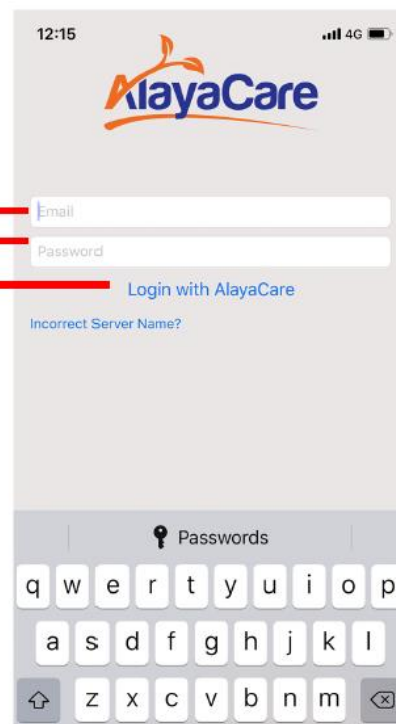 12:15 4G
AlayaCare
Email
Password
Login with AlayaCare
Incorrect Server Name?
Passwords
q w e r t y u i o p
a s d f g h j k l
z x c v b n m